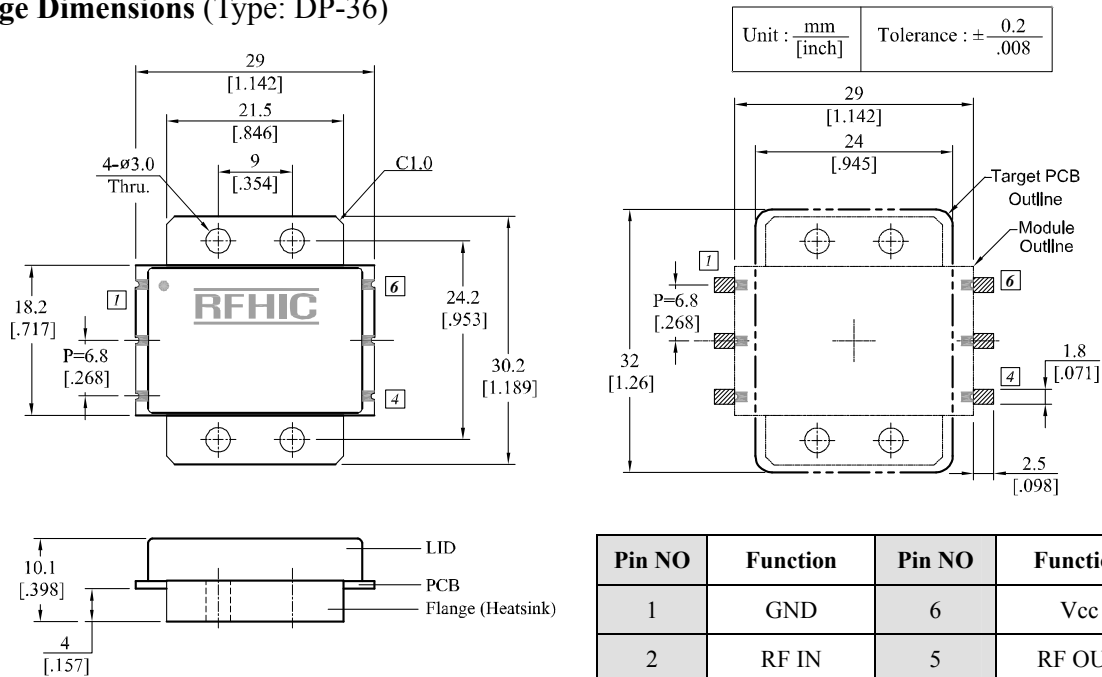 ge Dimensions (Type: DP-36)
Unit : mm [inch] Tolerance : ± 0.2 .008
29
[1.142]
21.5
[.846]
9
[.354]
4-ø3.0
Thru.
C1.0
1
6
4
RFHIC
18.2
[.717]
P=6.8
[.268]
24.2
[.953]
30.2
[1.189]
29
[1.142]
24
[.945]
Target PCB
Outline
Module
Outline
1
6
P=6.8
[.268]
32
[1.26]
4
1.8
[.071]
2.5
[.098]
10.1
[.398]
4
[.157]
LID
PCB
Flange (Heatsink)
Pin NO Function Pin NO Functio
1 GND 6 Vcc
2 RF IN 5 RF OU